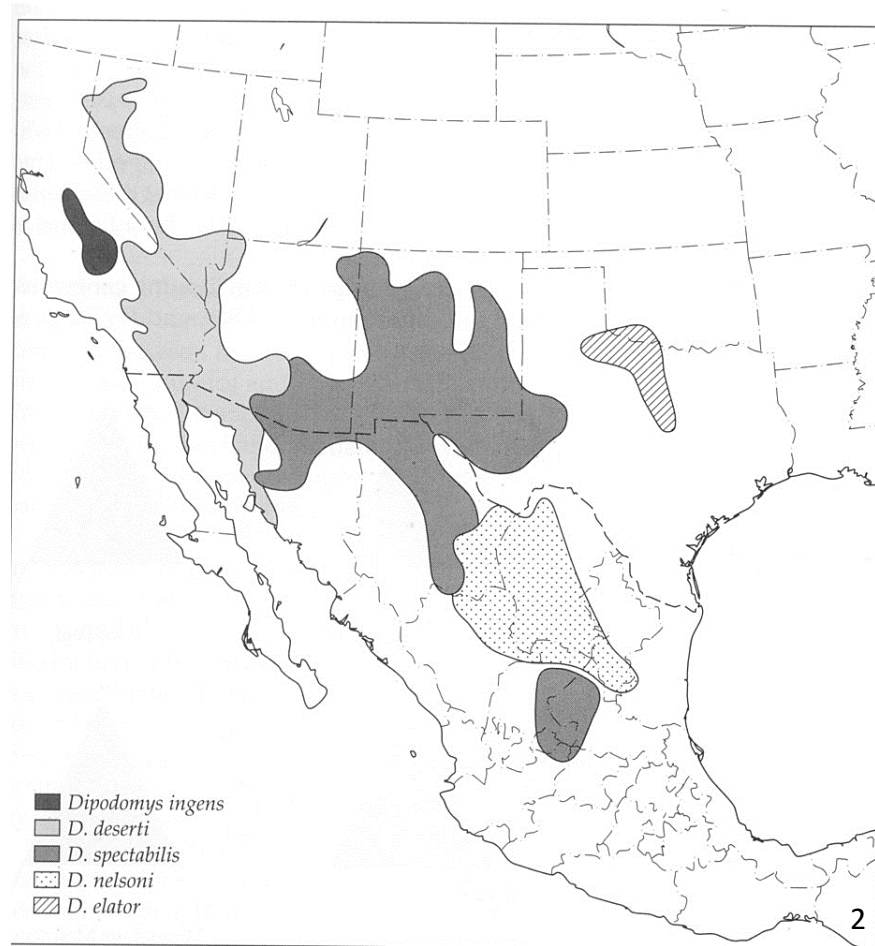 Dipodomys ingens
D. deserti
D. spectabilis
D. nelsoni
D. elator
2